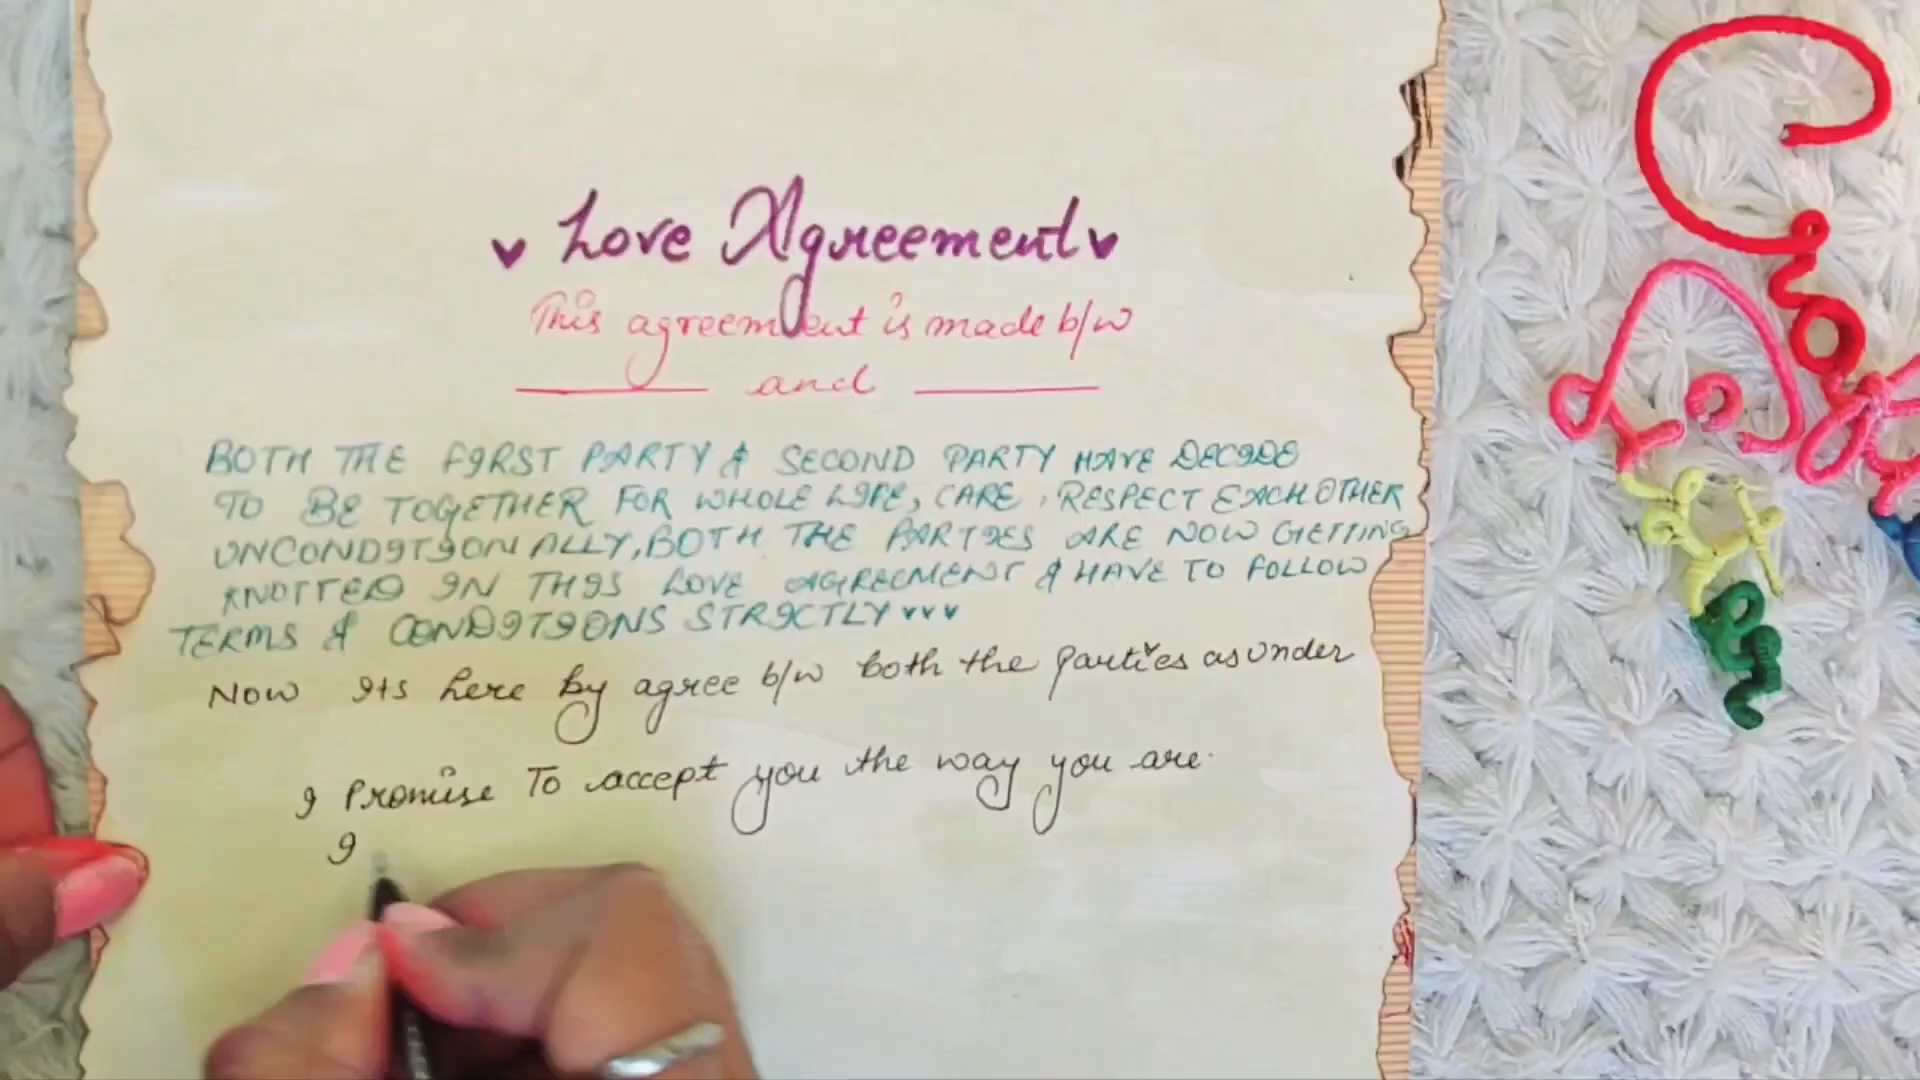 Love Agreement
This agreement is made b/w
and
BOTH THE FIRST PARTY & SECOND PARTY HAVE DECIDE
TO BE TOGETHER FOR WHOLE LIFE, CARE, RESPECT EACH OTHER
UNCONDITIONALLY, BOTH THE PARTIES ARE NOW GETTING
KNOTTED IN THIS LOVE AGREEMENT & HAVE TO FOLLOW
TERMS & CONDITIONS STRICTLY
Now Its here by agree b/w both the parties as under
I Promise To accept you the way you are.
I